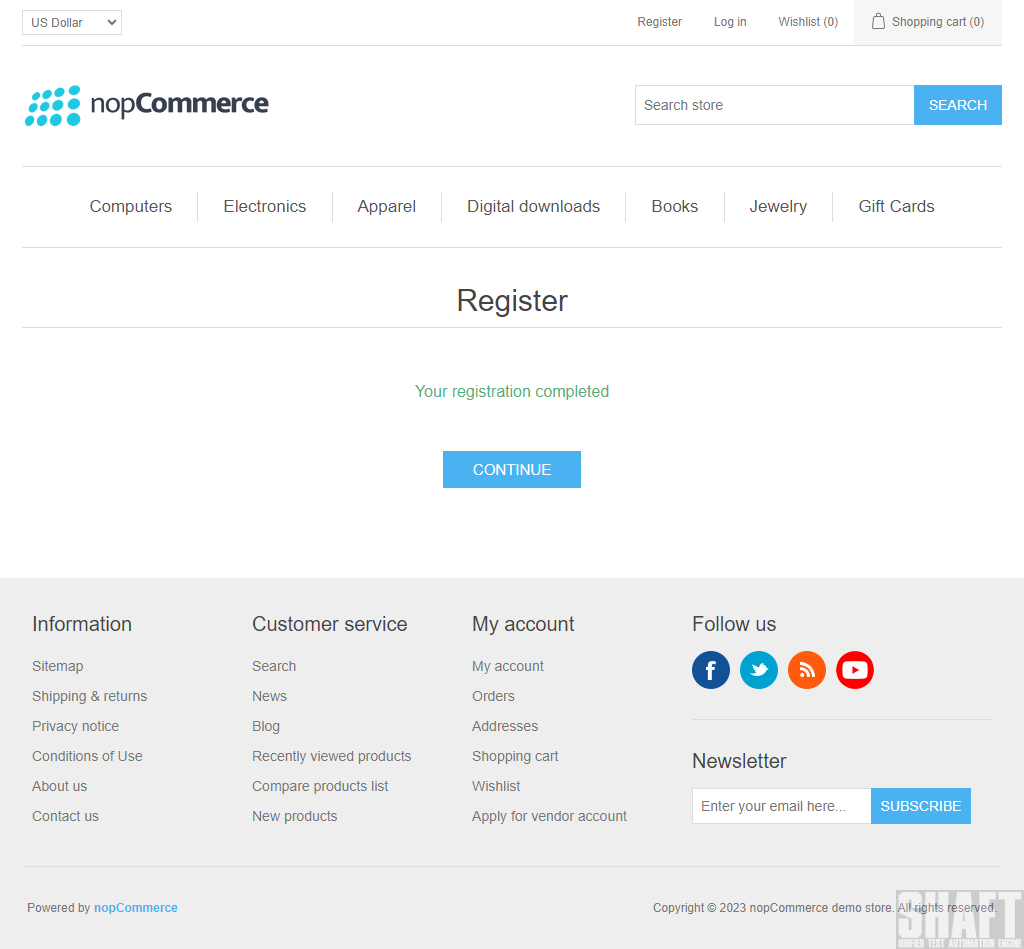 US Dollar
Register
Log in
Wishlist (0)
Shopping cart (0)
nopCommerce
Search store
SEARCH
Computers
Electronics
Apparel
Digital downloads
Books
Jewelry
Gift Cards
Register
Your registration completed
CONTINUE
Information
Sitemap
Shipping & returns
Privacy notice
Conditions of Use
About us
Contact us
Customer service
Search
News
Blog
Recently viewed products
Compare products list
New products
My account
My account
Orders
Addresses
Shopping cart
Wishlist
Apply for vendor account
Follow us
f
Newsletter
Enter your email here...
SUBSCRIBE
Powered by nopCommerce
Copyright © 2023 nopCommerce demo store. All rights reserved.
SHAFT
UNIFIED TEST AUTOMATION ENGINE